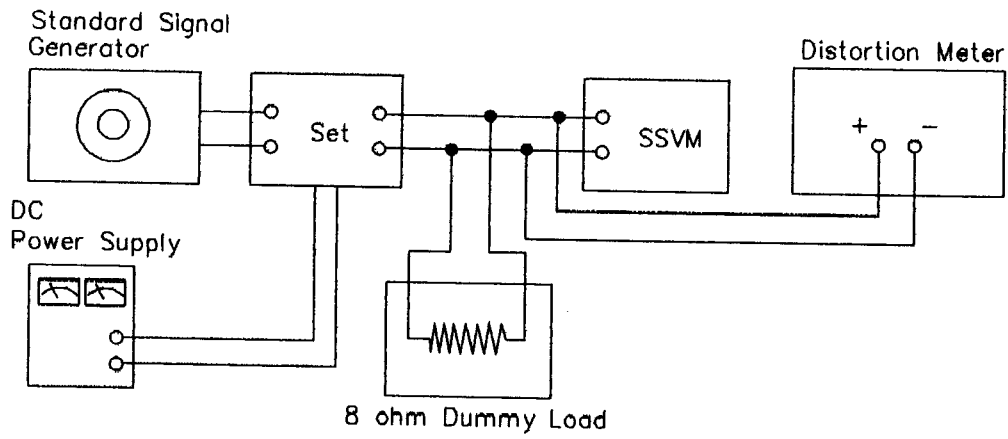 Standard Signal
Generator
Distortion Meter
Set
SSVM
+ −
DC
Power Supply
8 ohm Dummy Load